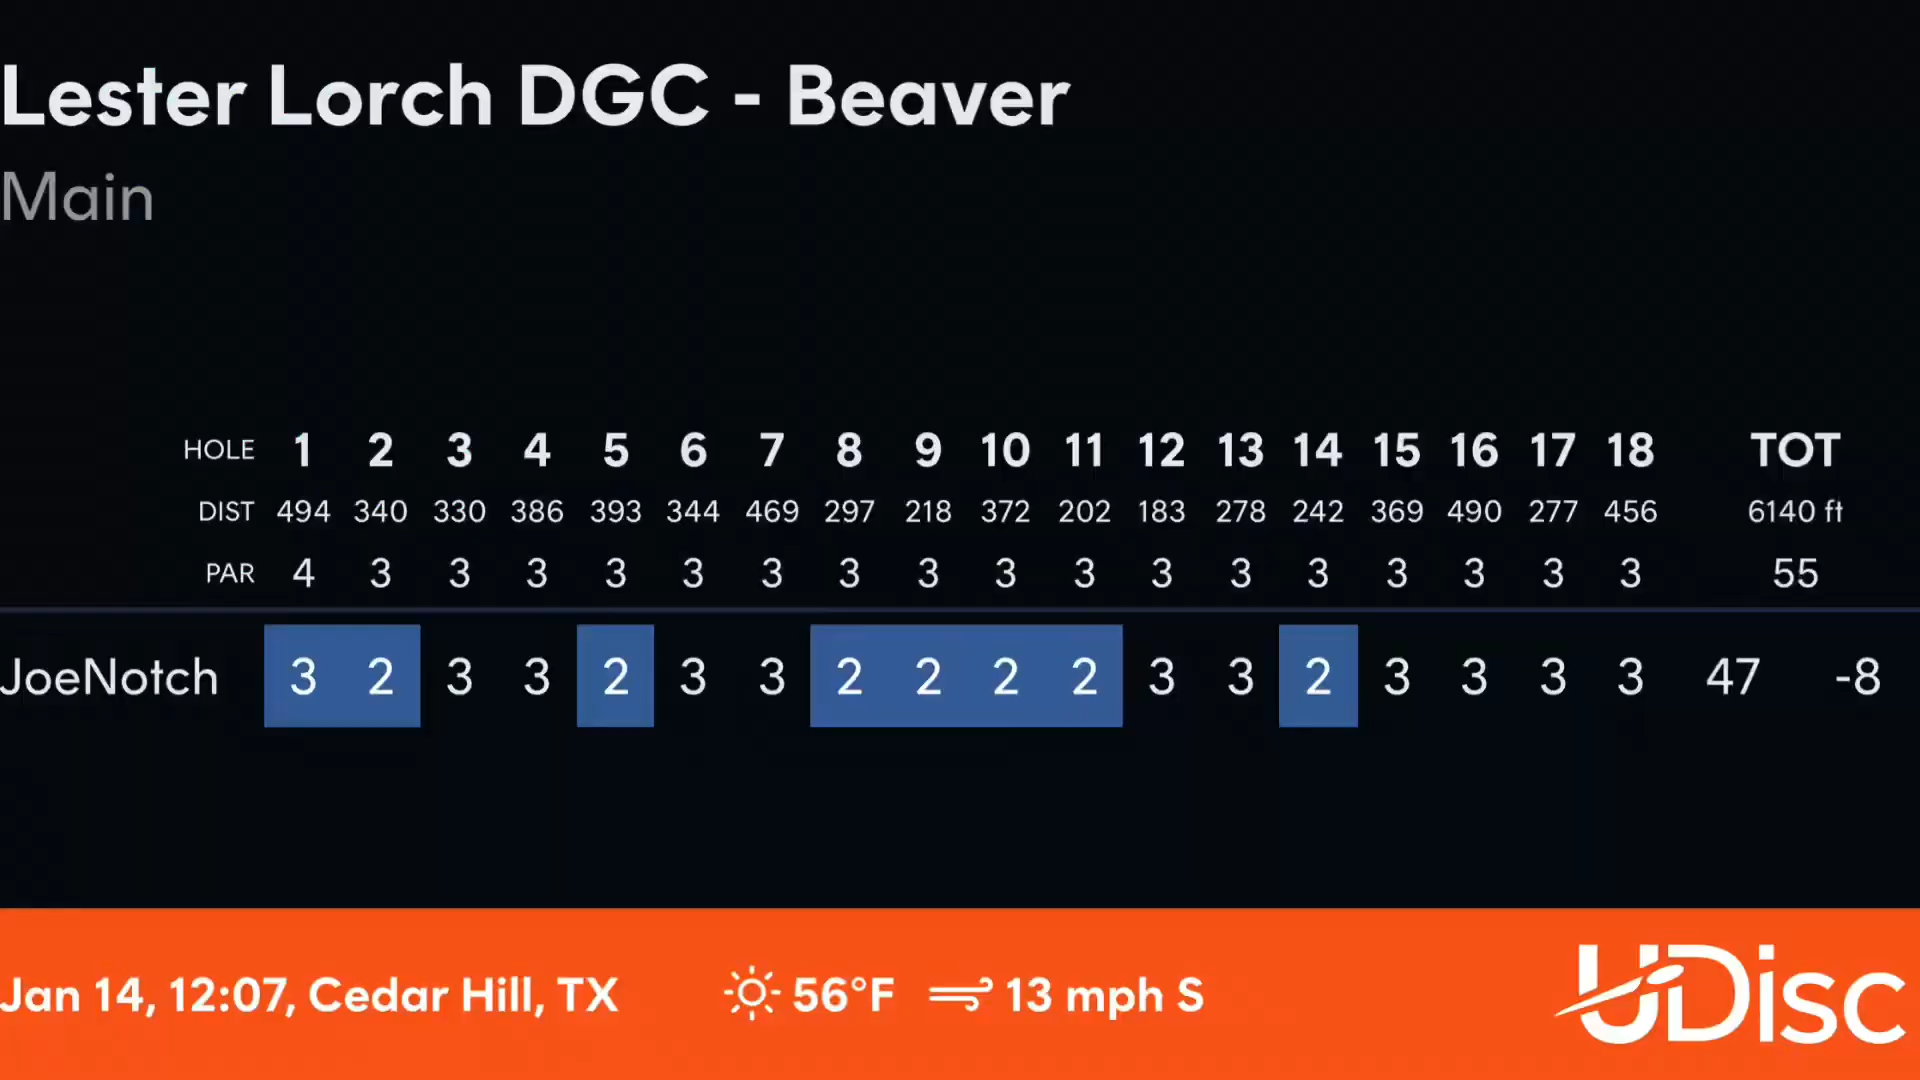 Lester Lorch DGC - Beaver
Main
HOLE 1 2 3 4 5 6 7 8 9 10 11 12 13 14 15 16 17 18 TOT
DIST 494 340 330 386 393 344 469 297 218 372 202 183 278 242 369 490 277 456 6140 ft
PAR 4 3 3 3 3 3 3 3 3 3 3 3 3 3 3 3 3 3 55
JoeNotch 3 2 3 3 2 3 3 2 2 2 2 3 3 2 3 3 3 3 47 -8
Jan 14, 12:07, Cedar Hill, TX 56°F 13 mph S UDisc